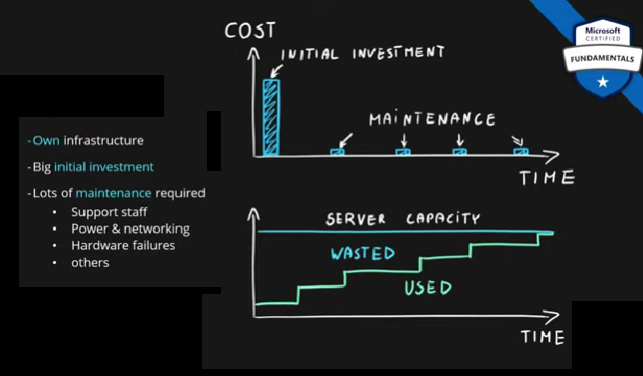 COST
INITIAL INVESTMENT
MAINTENANCE
TIME
Microsoft
CERTIFIED
FUNDAMENTALS
-Own infrastructure
-Big initial investment
-Lots of maintenance required
• Support staff
• Power & networking
• Hardware failures
• others
SERVER CAPACITY
WASTED
USED
TIME